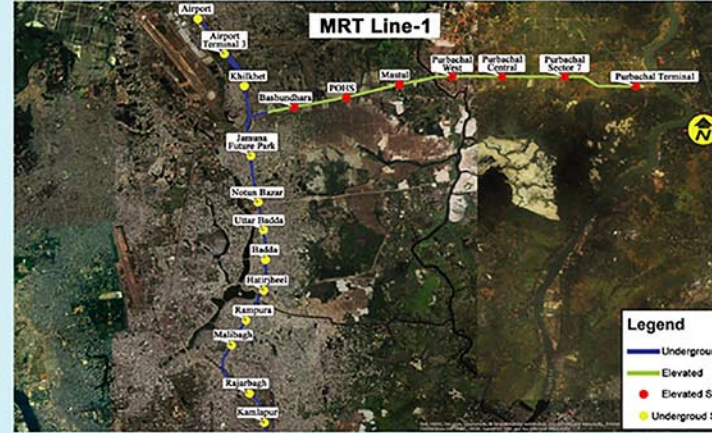 MRT Line-1
Airport
Airport
Terminal 3
Khilkhet
Bashundhara
POHS
Mastul
Purbachal
West
Purbachal
Central
Purbachal
Sector 7
Purbachal Terminal
Jamuna
Future Park
Notun Bazar
Uttar Badda
Badda
Hatirjheel
Rampura
Malibagh
Rajarbagh
Kamlapur
N
Legend
Undergrou
Elevated
Elevated S
Undergroud S